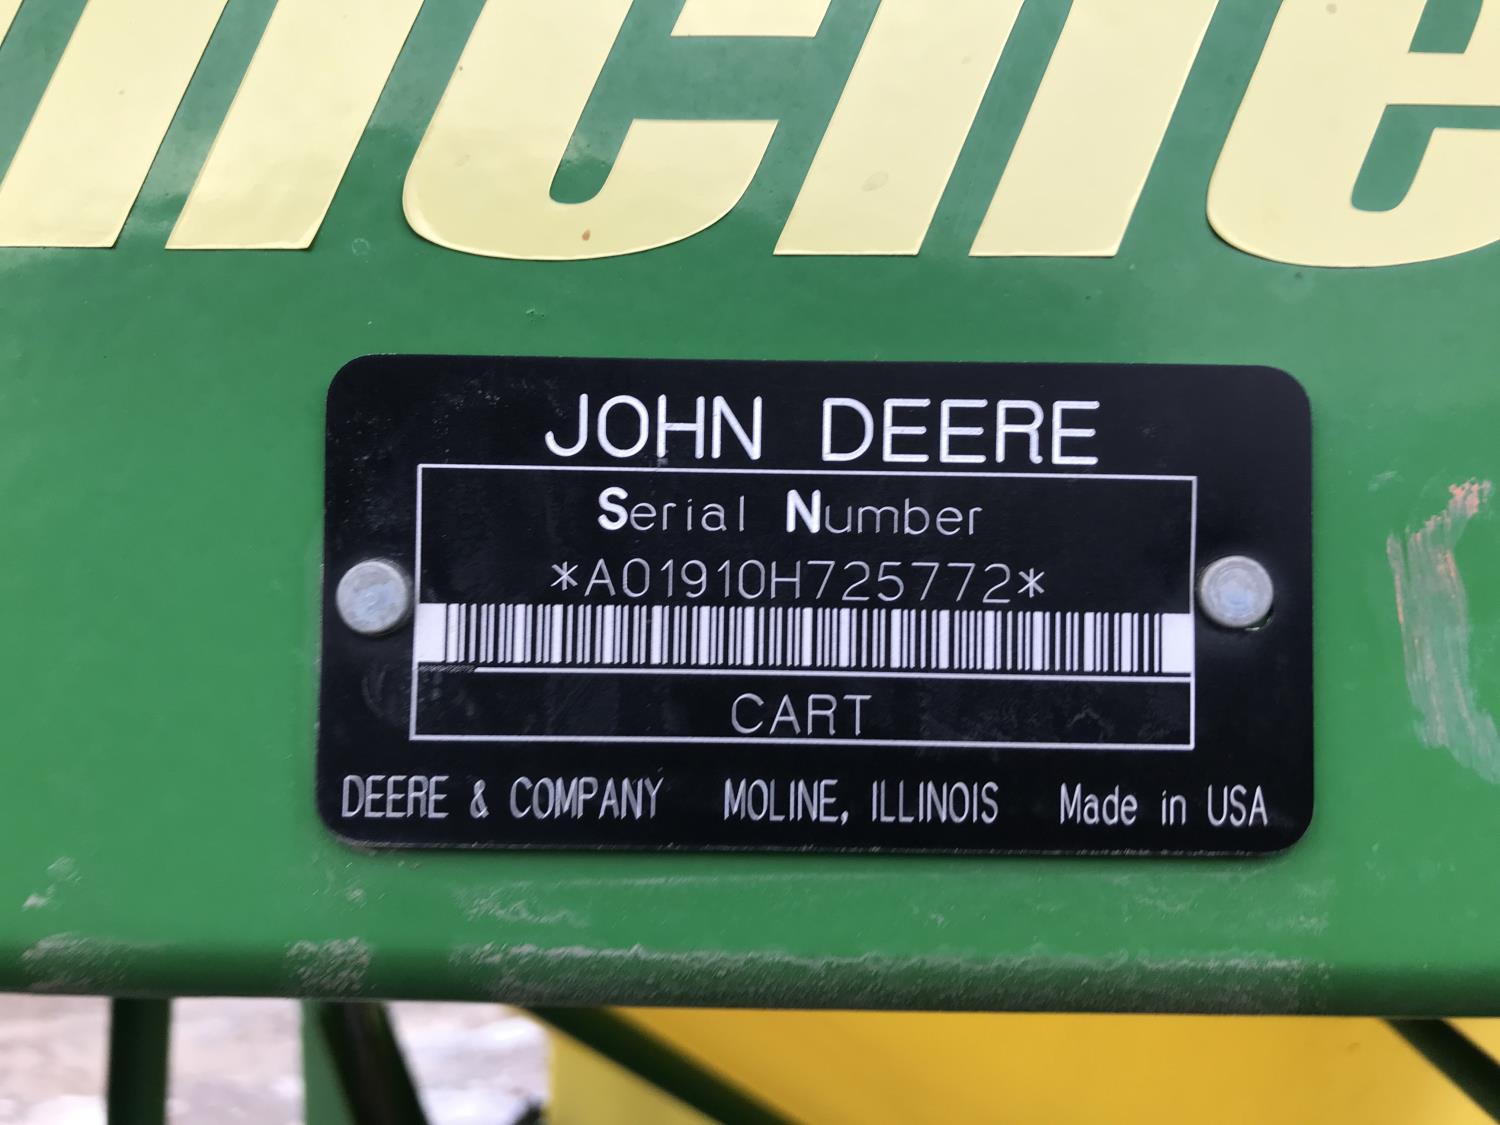 JOHN DEERE
Serial Number
*A01910H725772*
CART
DEERE & COMPANY MOLINE, ILLINOIS Made in USA